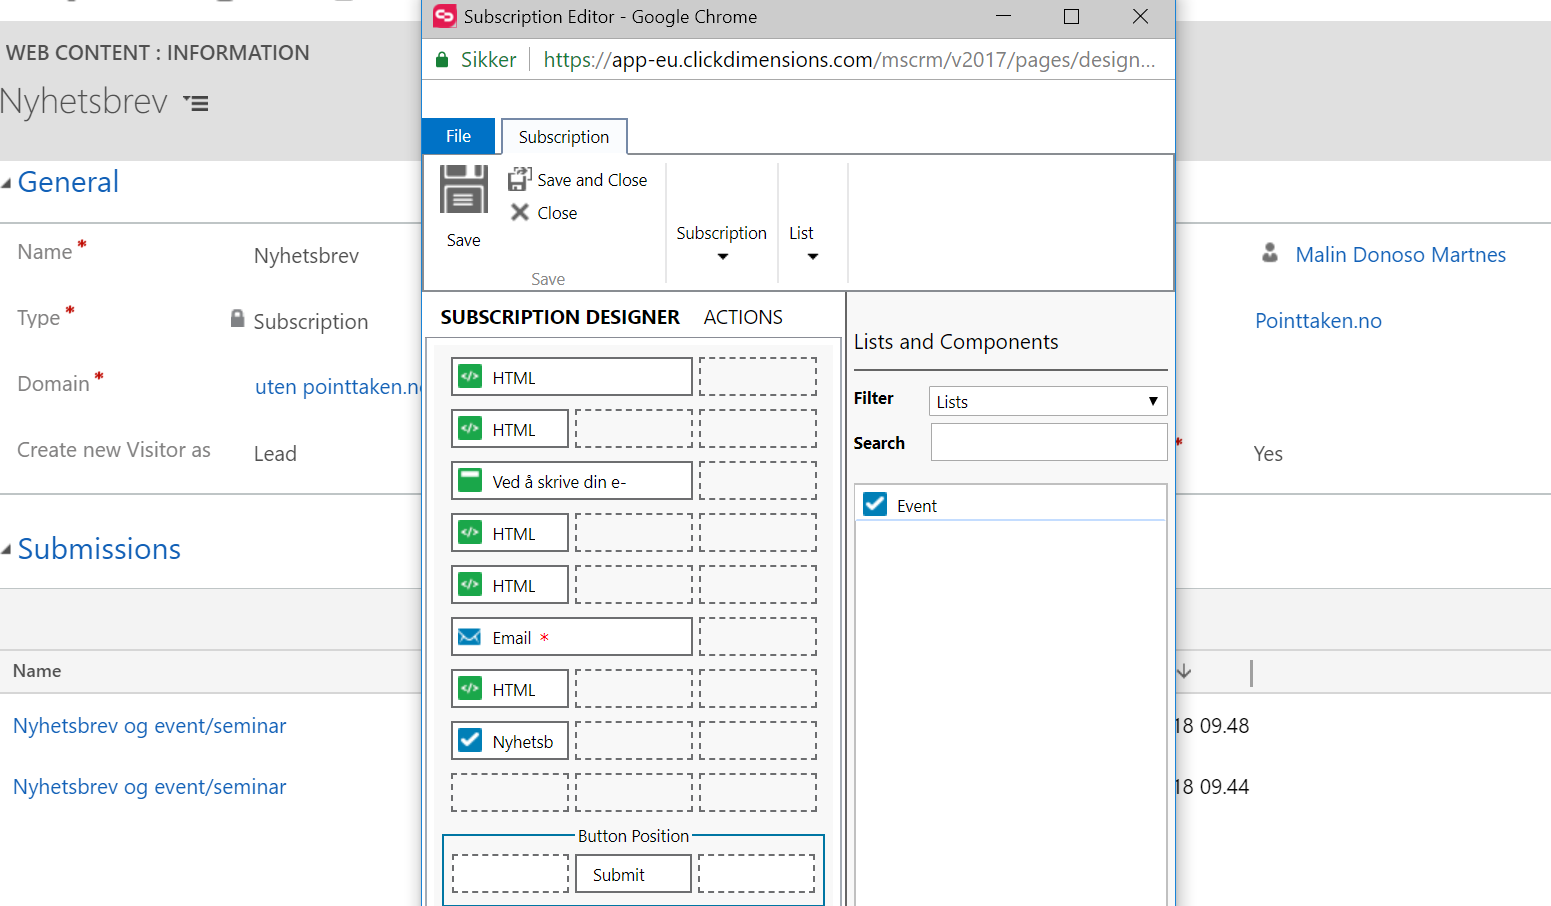 Subscription Editor - Google Chrome
Sikker
https://app-eu.clickdimensions.com/mscrm/v2017/pages/design...
WEB CONTENT : INFORMATION
Nyhetsbrev
File
Subscription
Save
Save and Close
Close
Save
Subscription
List
General
Name *
Nyhetsbrev
Type *
Subscription
Domain *
uten pointtaken.n
Create new Visitor as
Lead
Malin Donoso Martnes
Pointtaken.no
*
Yes
SUBSCRIPTION DESIGNER
ACTIONS
HTML
HTML
Ved å skrive din e-
HTML
HTML
Email *
HTML
Nyhetsb
Button Position
Submit
Lists and Components
Filter
Lists
Search
Event
Submissions
Name
Nyhetsbrev og event/seminar
18 09.48
Nyhetsbrev og event/seminar
18 09.44